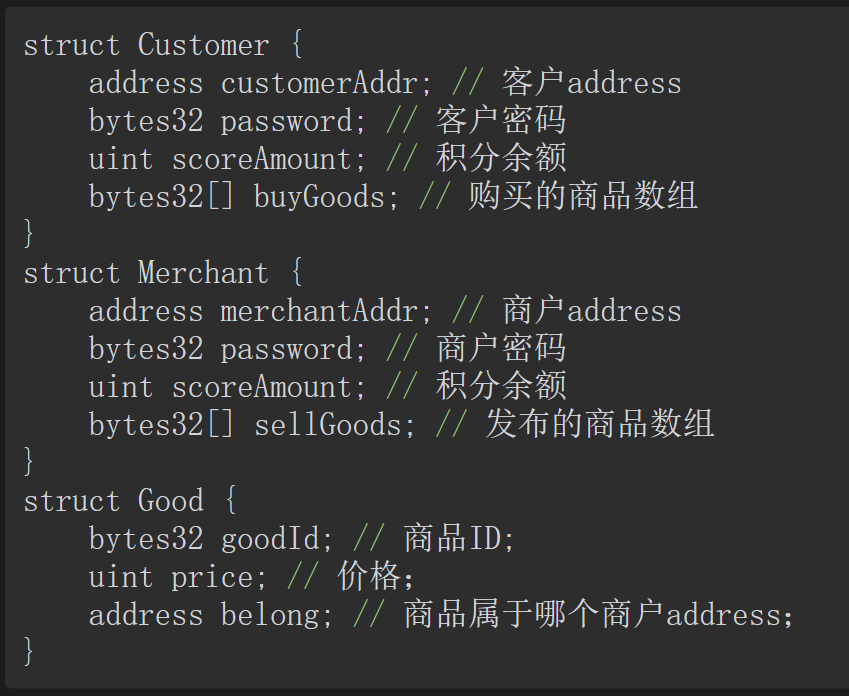 struct Customer {
    address customerAddr; // 客户address
    bytes32 password; // 客户密码
    uint scoreAmount; // 积分余额
    bytes32[] buyGoods; // 购买的商品数组
}
struct Merchant {
    address merchantAddr; // 商户address
    bytes32 password; // 商户密码
    uint scoreAmount; // 积分余额
    bytes32[] sellGoods; // 发布的商品数组
}
struct Good {
    bytes32 goodId; // 商品ID;
    uint price; // 价格；
    address belong; // 商品属于哪个商户address；
}